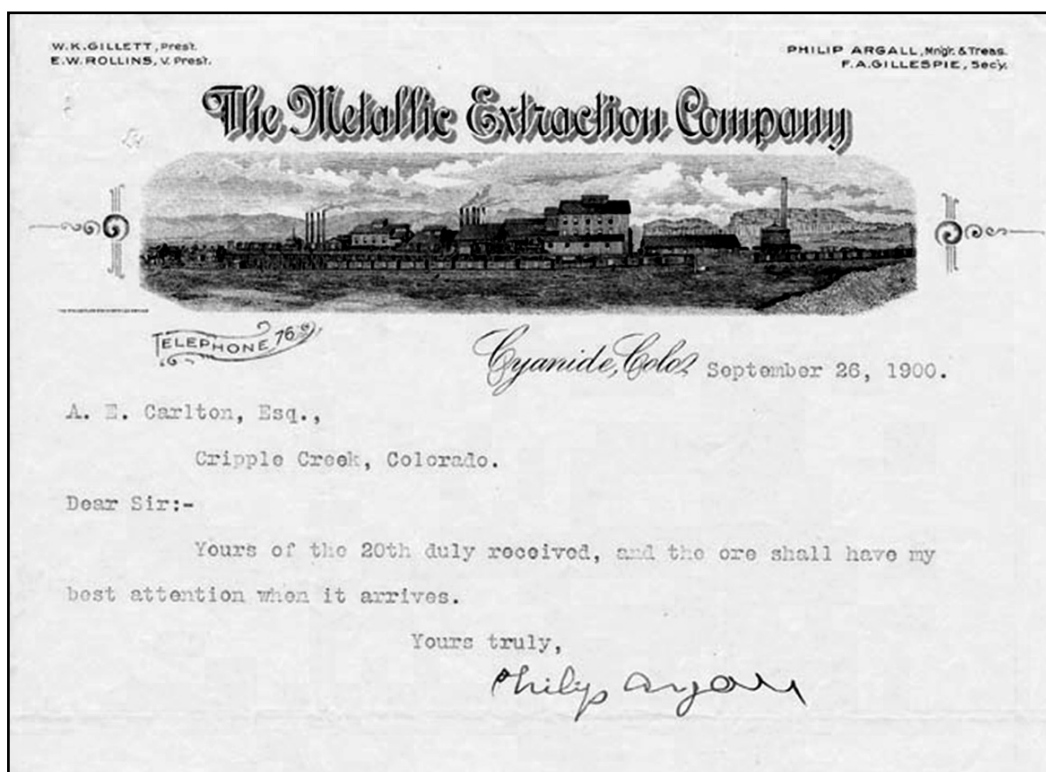 W.K.GILLETT, Prest.
E.W.ROLLINS, V. Prest.
PHILIP ARGALL, Mngr. & Treas.
F.A.GILLESPIE, Sec'y.
The Metallic Extraction Company
TELEPHONE 76
Cyanide, Colo. September 26, 1900.
A. E. Carlton, Esq.,
Cripple Creek, Colorado.
Dear Sir:-
Yours of the 20th duly received, and the ore shall have my
best attention when it arrives.
Yours truly,
Philip Argall